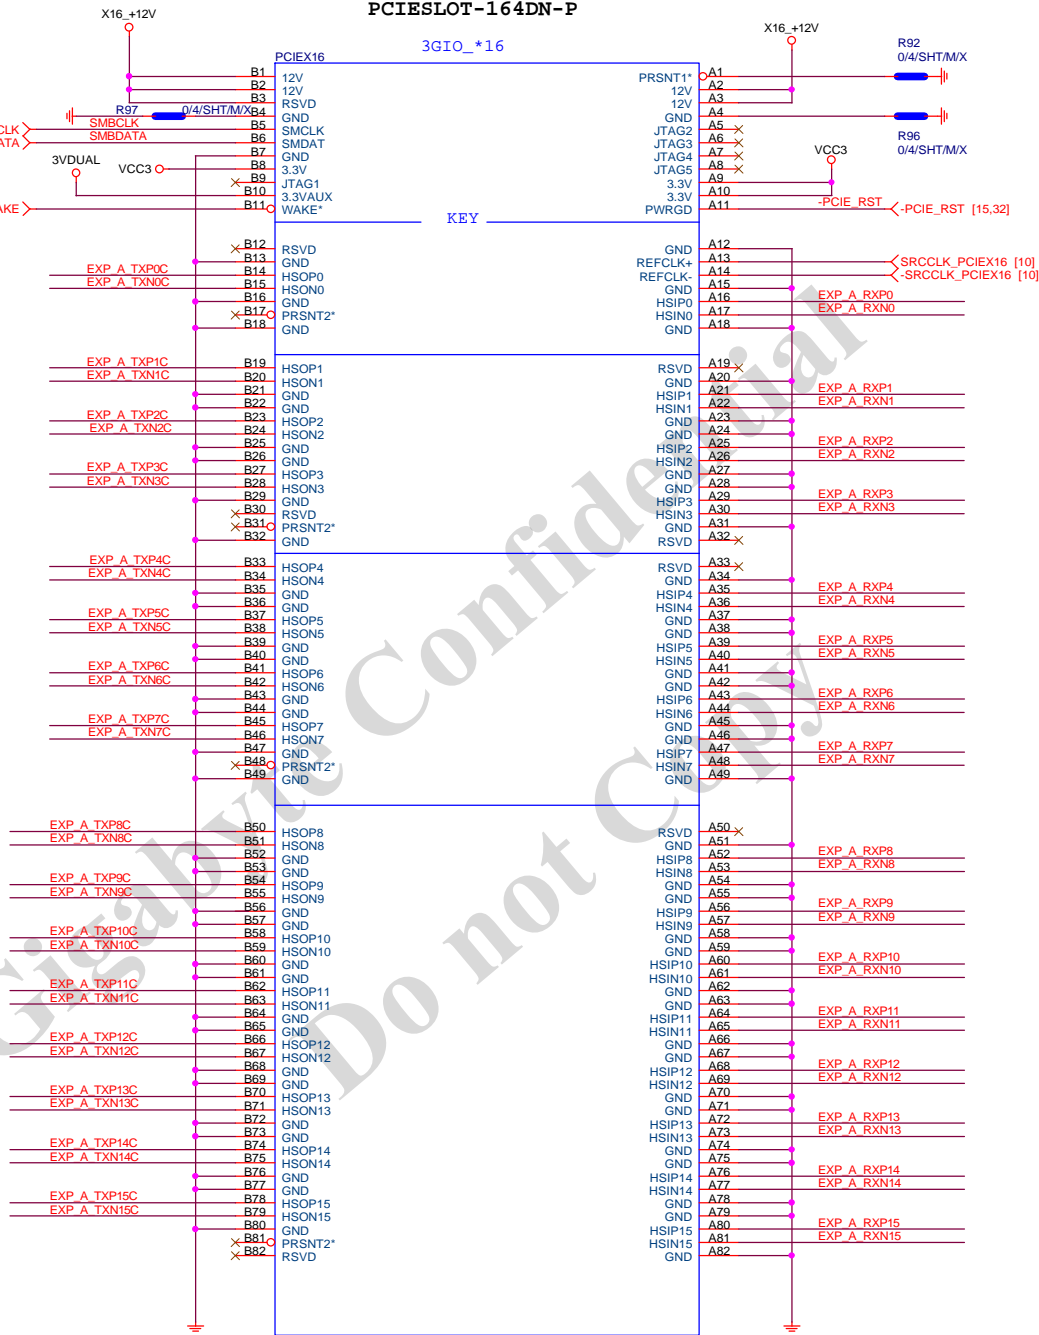 PCIESLOT-164DN-P
X16_+12V
X16_+12V
3GIO_*16
PCIEX16
R92
0/4/SHT/M/X
B1 12V PRSNT1* A1
B2 12V 12V A2
B3 RSVD 12V A3
R97 0/4/SHT/M/X B4 GND GND A4
CLK SMBCLK B5 SMCLK JTAG2 A5
ATA SMBDATA B6 SMDAT JTAG3 A6
R96
0/4/SHT/M/X
B7 GND JTAG4 A7
3VDUAL VCC3 B8 3.3V JTAG5 A8 VCC3
B9 JTAG1 3.3V A9
B10 3.3VAUX 3.3V A10
AKE B11 WAKE* PWRGD A11 -PCIE_RST -PCIE_RST [15,32]
KEY
B12 RSVD GND A12
B13 GND REFCLK+ A13 SRCCLK_PCIEX16 [10]
EXP_A_TXP0C B14 HSOP0 REFCLK- A14 -SRCCLK_PCIEX16 [10]
EXP_A_TXN0C B15 HSON0 GND A15
B16 GND HSIP0 A16 EXP_A_RXP0
B17 PRSNT2* HSIN0 A17 EXP_A_RXN0
B18 GND GND A18
EXP_A_TXP1C B19 HSOP1 RSVD A19
EXP_A_TXN1C B20 HSON1 GND A20
B21 GND HSIP1 A21 EXP_A_RXP1
B22 GND HSIN1 A22 EXP_A_RXN1
EXP_A_TXP2C B23 HSOP2 GND A23
EXP_A_TXN2C B24 HSON2 GND A24
B25 GND HSIP2 A25 EXP_A_RXP2
B26 GND HSIN2 A26 EXP_A_RXN2
EXP_A_TXP3C B27 HSOP3 GND A27
EXP_A_TXN3C B28 HSON3 GND A28
B29 GND HSIP3 A29 EXP_A_RXP3
B30 RSVD HSIN3 A30 EXP_A_RXN3
B31 PRSNT2* GND A31
B32 GND RSVD A32
EXP_A_TXP4C B33 HSOP4 RSVD A33
EXP_A_TXN4C B34 HSON4 GND A34
B35 GND HSIP4 A35 EXP_A_RXP4
B36 GND HSIN4 A36 EXP_A_RXN4
EXP_A_TXP5C B37 HSOP5 GND A37
EXP_A_TXN5C B38 HSON5 GND A38
B39 GND HSIP5 A39 EXP_A_RXP5
B40 GND HSIN5 A40 EXP_A_RXN5
EXP_A_TXP6C B41 HSOP6 GND A41
EXP_A_TXN6C B42 HSON6 GND A42
B43 GND HSIP6 A43 EXP_A_RXP6
B44 GND HSIN6 A44 EXP_A_RXN6
EXP_A_TXP7C B45 HSOP7 GND A45
EXP_A_TXN7C B46 HSON7 GND A46
B47 GND HSIP7 A47 EXP_A_RXP7
B48 PRSNT2* HSIN7 A48 EXP_A_RXN7
B49 GND GND A49
EXP_A_TXP8C B50 HSOP8 RSVD A50
EXP_A_TXN8C B51 HSON8 GND A51
B52 GND HSIP8 A52 EXP_A_RXP8
B53 GND HSIN8 A53 EXP_A_RXN8
EXP_A_TXP9C B54 HSOP9 GND A54
EXP_A_TXN9C B55 HSON9 GND A55
B56 GND HSIP9 A56 EXP_A_RXP9
B57 GND HSIN9 A57 EXP_A_RXN9
EXP_A_TXP10C B58 HSOP10 GND A58
EXP_A_TXN10C B59 HSON10 GND A59
B60 GND HSIP10 A60 EXP_A_RXP10
B61 GND HSIN10 A61 EXP_A_RXN10
EXP_A_TXP11C B62 HSOP11 GND A62
EXP_A_TXN11C B63 HSON11 GND A63
B64 GND HSIP11 A64 EXP_A_RXP11
B65 GND HSIN11 A65 EXP_A_RXN11
EXP_A_TXP12C B66 HSOP12 GND A66
EXP_A_TXN12C B67 HSON12 GND A67
B68 GND HSIP12 A68 EXP_A_RXP12
B69 GND HSIN12 A69 EXP_A_RXN12
EXP_A_TXP13C B70 HSOP13 GND A70
EXP_A_TXN13C B71 HSON13 GND A71
B72 GND HSIP13 A72 EXP_A_RXP13
B73 GND HSIN13 A73 EXP_A_RXN13
EXP_A_TXP14C B74 HSOP14 GND A74
EXP_A_TXN14C B75 HSON14 GND A75
B76 GND HSIP14 A76 EXP_A_RXP14
B77 GND HSIN14 A77 EXP_A_RXN14
EXP_A_TXP15C B78 HSOP15 GND A78
EXP_A_TXN15C B79 HSON15 GND A79
B80 GND HSIP15 A80 EXP_A_RXP15
B81 PRSNT2* HSIN15 A81 EXP_A_RXN15
B82 RSVD GND A82
Gigabyte Confidential
Do not Copy